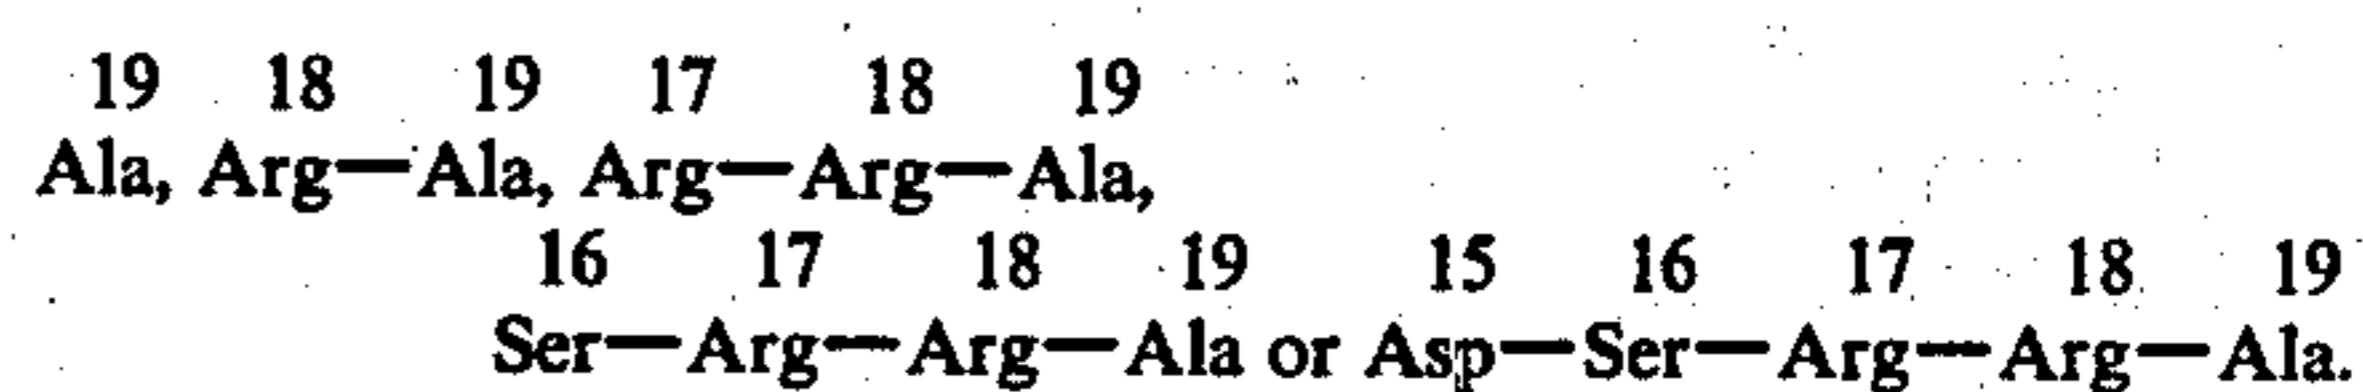 19 18 19 17 18 19
Ala, Arg—Ala, Arg—Arg—Ala,
16 17 18 19 15 16 17 18 19
Ser—Arg—Arg—Ala or Asp—Ser—Arg—Arg—Ala.